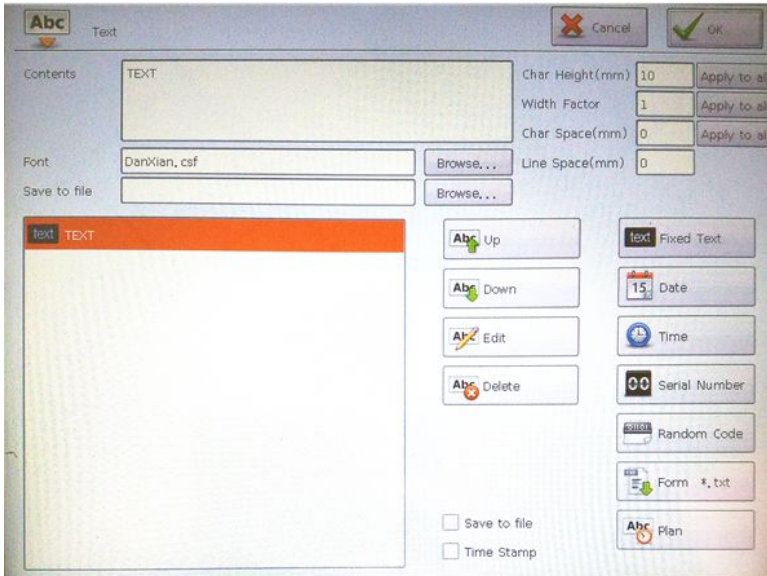 Abc Text Cancel OK
Contents TEXT Char Height(mm) 10 Apply to al
Width Factor 1 Apply to al
Char Space(mm) 0 Apply to al
Font DanXian.csf Browse... Line Space(mm) 0
Save to file Browse...
text TEXT
Abc Up text Fixed Text
Abc Down 15 Date
Abc Edit Time
Abc Delete 00 Serial Number
Random Code
Form *.txt
Save to file Abc Plan
Time Stamp